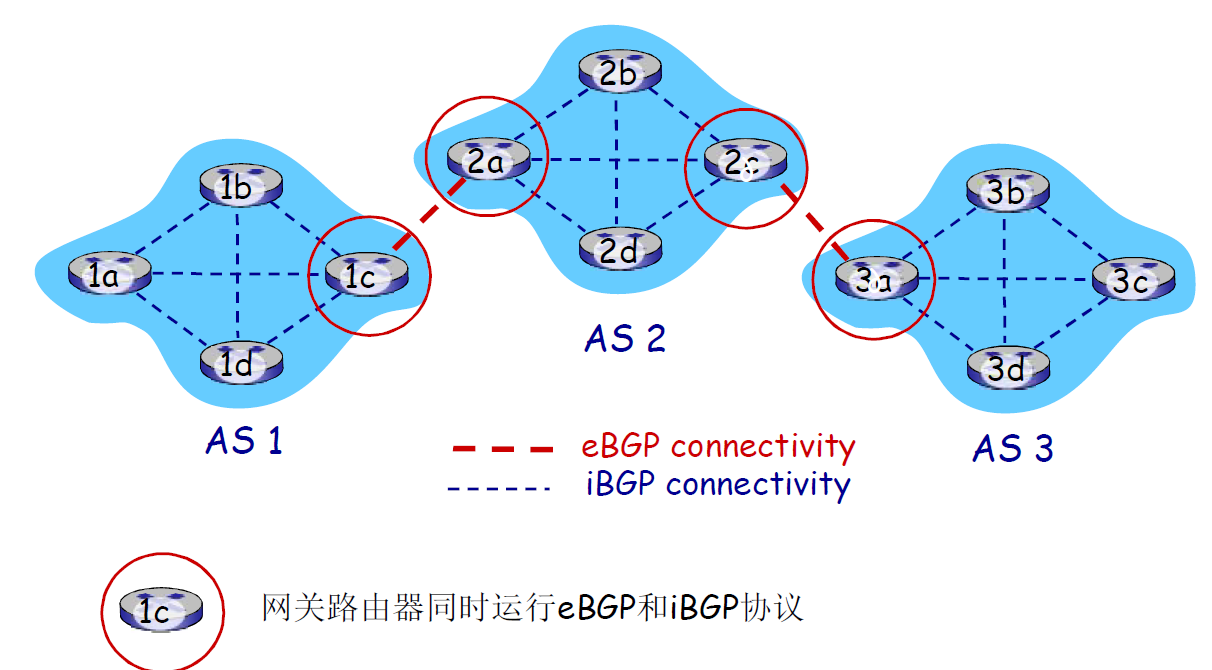 2b
2a
2c
1b
3b
2d
1a
1c
3a
3c
AS 2
1d
3d
AS 1
eBGP connectivity
AS 3
iBGP connectivity
1c
网关路由器同时运行eBGP和iBGP协议